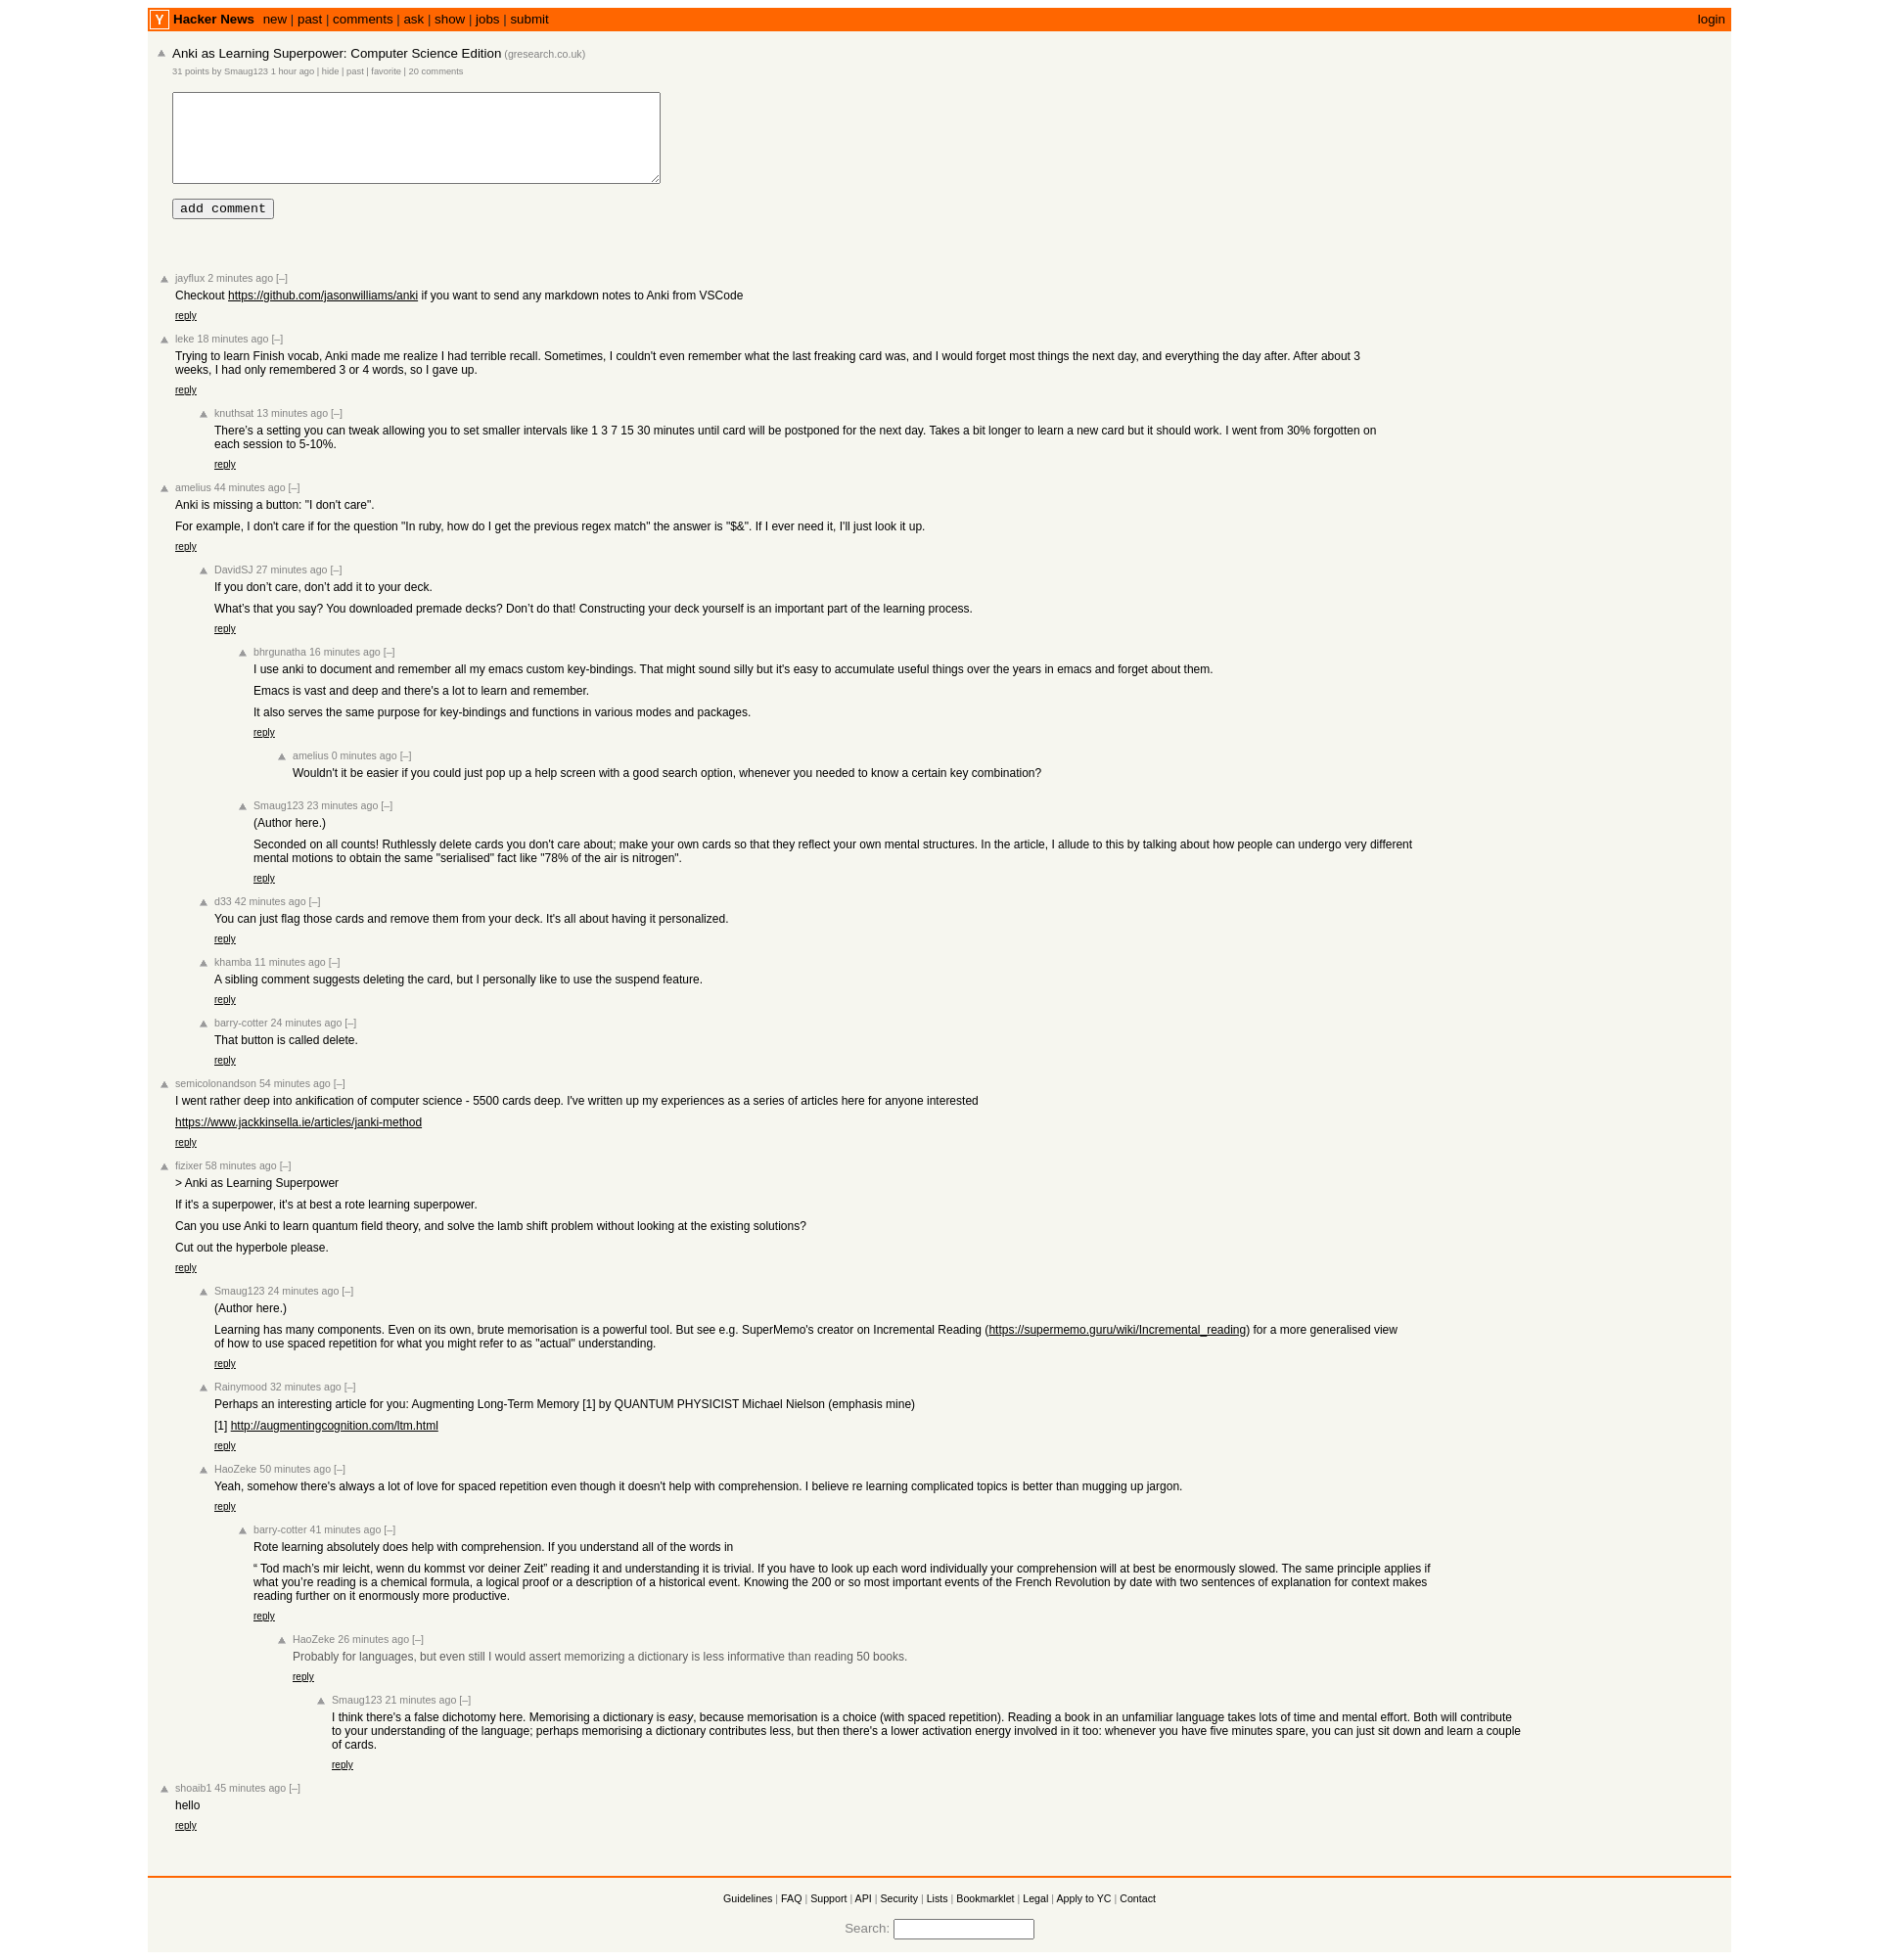 Y Hacker News new | past | comments | ask | show | jobs | submit login
Anki as Learning Superpower: Computer Science Edition (gresearch.co.uk)
31 points by Smaug123 1 hour ago | hide | past | favorite | 20 comments
add comment
jayflux 2 minutes ago [–]
Checkout https://github.com/jasonwilliams/anki if you want to send any markdown notes to Anki from VSCode
reply
leke 18 minutes ago [–]
Trying to learn Finish vocab, Anki made me realize I had terrible recall. Sometimes, I couldn't even remember what the last freaking card was, and I would forget most things the next day, and everything the day after. After about 3
weeks, I had only remembered 3 or 4 words, so I gave up.
reply
knuthsat 13 minutes ago [–]
There's a setting you can tweak allowing you to set smaller intervals like 1 3 7 15 30 minutes until card will be postponed for the next day. Takes a bit longer to learn a new card but it should work. I went from 30% forgotten on
each session to 5-10%.
reply
amelius 44 minutes ago [–]
Anki is missing a button: "I don't care".
For example, I don't care if for the question "In ruby, how do I get the previous regex match" the answer is "$&". If I ever need it, I'll just look it up.
reply
DavidSJ 27 minutes ago [–]
If you don’t care, don’t add it to your deck.
What’s that you say? You downloaded premade decks? Don’t do that! Constructing your deck yourself is an important part of the learning process.
reply
bhrgunatha 16 minutes ago [–]
I use anki to document and remember all my emacs custom key-bindings. That might sound silly but it's easy to accumulate useful things over the years in emacs and forget about them.
Emacs is vast and deep and there's a lot to learn and remember.
It also serves the same purpose for key-bindings and functions in various modes and packages.
reply
amelius 0 minutes ago [–]
Wouldn't it be easier if you could just pop up a help screen with a good search option, whenever you needed to know a certain key combination?
Smaug123 23 minutes ago [–]
(Author here.)
Seconded on all counts! Ruthlessly delete cards you don't care about; make your own cards so that they reflect your own mental structures. In the article, I allude to this by talking about how people can undergo very different
mental motions to obtain the same "serialised" fact like "78% of the air is nitrogen".
reply
d33 42 minutes ago [–]
You can just flag those cards and remove them from your deck. It's all about having it personalized.
reply
khamba 11 minutes ago [–]
A sibling comment suggests deleting the card, but I personally like to use the suspend feature.
reply
barry-cotter 24 minutes ago [–]
That button is called delete.
reply
semicolonandson 54 minutes ago [–]
I went rather deep into ankification of computer science - 5500 cards deep. I've written up my experiences as a series of articles here for anyone interested
https://www.jackkinsella.ie/articles/janki-method
reply
fizixer 58 minutes ago [–]
> Anki as Learning Superpower
If it's a superpower, it's at best a rote learning superpower.
Can you use Anki to learn quantum field theory, and solve the lamb shift problem without looking at the existing solutions?
Cut out the hyperbole please.
reply
Smaug123 24 minutes ago [–]
(Author here.)
Learning has many components. Even on its own, brute memorisation is a powerful tool. But see e.g. SuperMemo's creator on Incremental Reading (https://supermemo.guru/wiki/Incremental_reading) for a more generalised view
of how to use spaced repetition for what you might refer to as "actual" understanding.
reply
Rainymood 32 minutes ago [–]
Perhaps an interesting article for you: Augmenting Long-Term Memory [1] by QUANTUM PHYSICIST Michael Nielson (emphasis mine)
[1] http://augmentingcognition.com/ltm.html
reply
HaoZeke 50 minutes ago [–]
Yeah, somehow there's always a lot of love for spaced repetition even though it doesn't help with comprehension. I believe re learning complicated topics is better than mugging up jargon.
reply
barry-cotter 41 minutes ago [–]
Rote learning absolutely does help with comprehension. If you understand all of the words in
“ Tod mach’s mir leicht, wenn du kommst vor deiner Zeit” reading it and understanding it is trivial. If you have to look up each word individually your comprehension will at best be enormously slowed. The same principle applies if
what you’re reading is a chemical formula, a logical proof or a description of a historical event. Knowing the 200 or so most important events of the French Revolution by date with two sentences of explanation for context makes
reading further on it enormously more productive.
reply
HaoZeke 26 minutes ago [–]
Probably for languages, but even still I would assert memorizing a dictionary is less informative than reading 50 books.
reply
Smaug123 21 minutes ago [–]
I think there's a false dichotomy here. Memorising a dictionary is easy, because memorisation is a choice (with spaced repetition). Reading a book in an unfamiliar language takes lots of time and mental effort. Both will contribute
to your understanding of the language; perhaps memorising a dictionary contributes less, but then there's a lower activation energy involved in it too: whenever you have five minutes spare, you can just sit down and learn a couple
of cards.
reply
shoaib1 45 minutes ago [–]
hello
reply
Guidelines | FAQ | Support | API | Security | Lists | Bookmarklet | Legal | Apply to YC | Contact
Search: